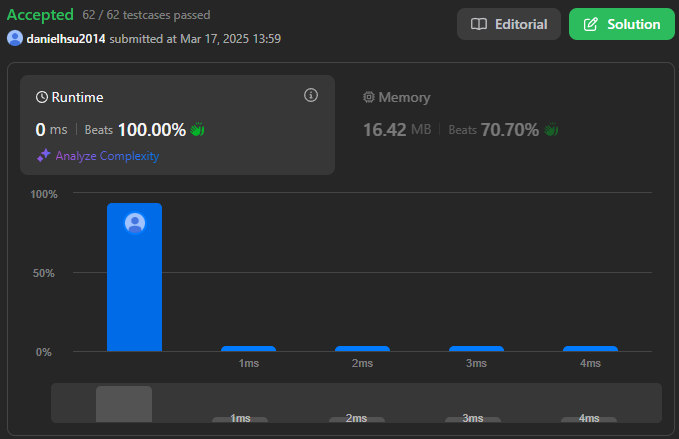 Accepted 62 / 62 testcases passed
Editorial
Solution
danielhsu2014 submitted at Mar 17, 2025 13:59
Runtime
0 ms Beats 100.00%
Analyze Complexity
Memory
16.42 MB Beats 70.70%
100%
50%
0%
1ms 2ms 3ms 4ms
1ms 2ms 3ms 4ms